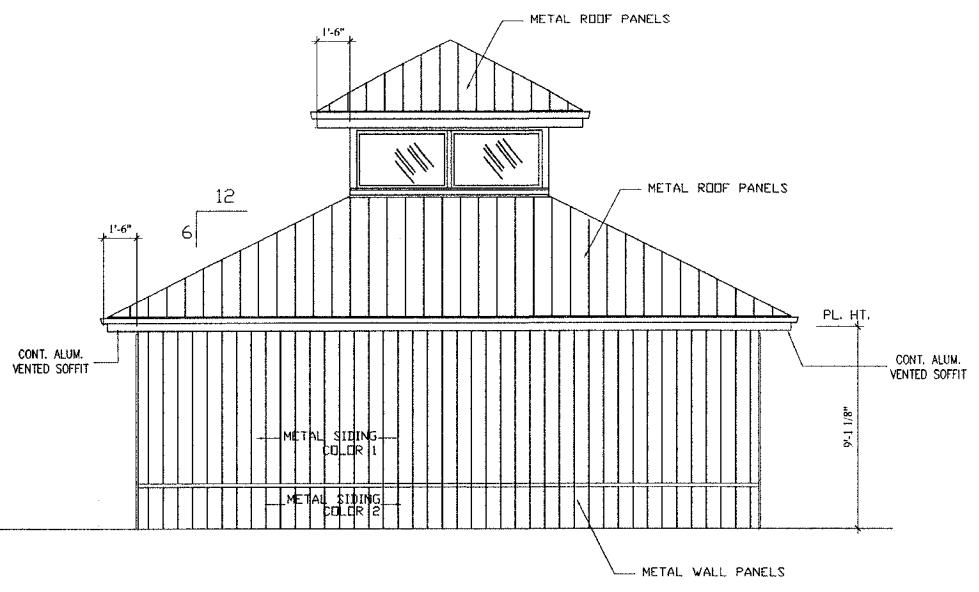 METAL ROOF PANELS
1'-6"
METAL ROOF PANELS
12
6
1'-6"
PL. HT.
CONT. ALUM.
VENTED SOFFIT
CONT. ALUM.
VENTED SOFFIT
9'-1 1/8"
METAL SIDING
COLOR 1
METAL SIDING
COLOR 2
METAL WALL PANELS